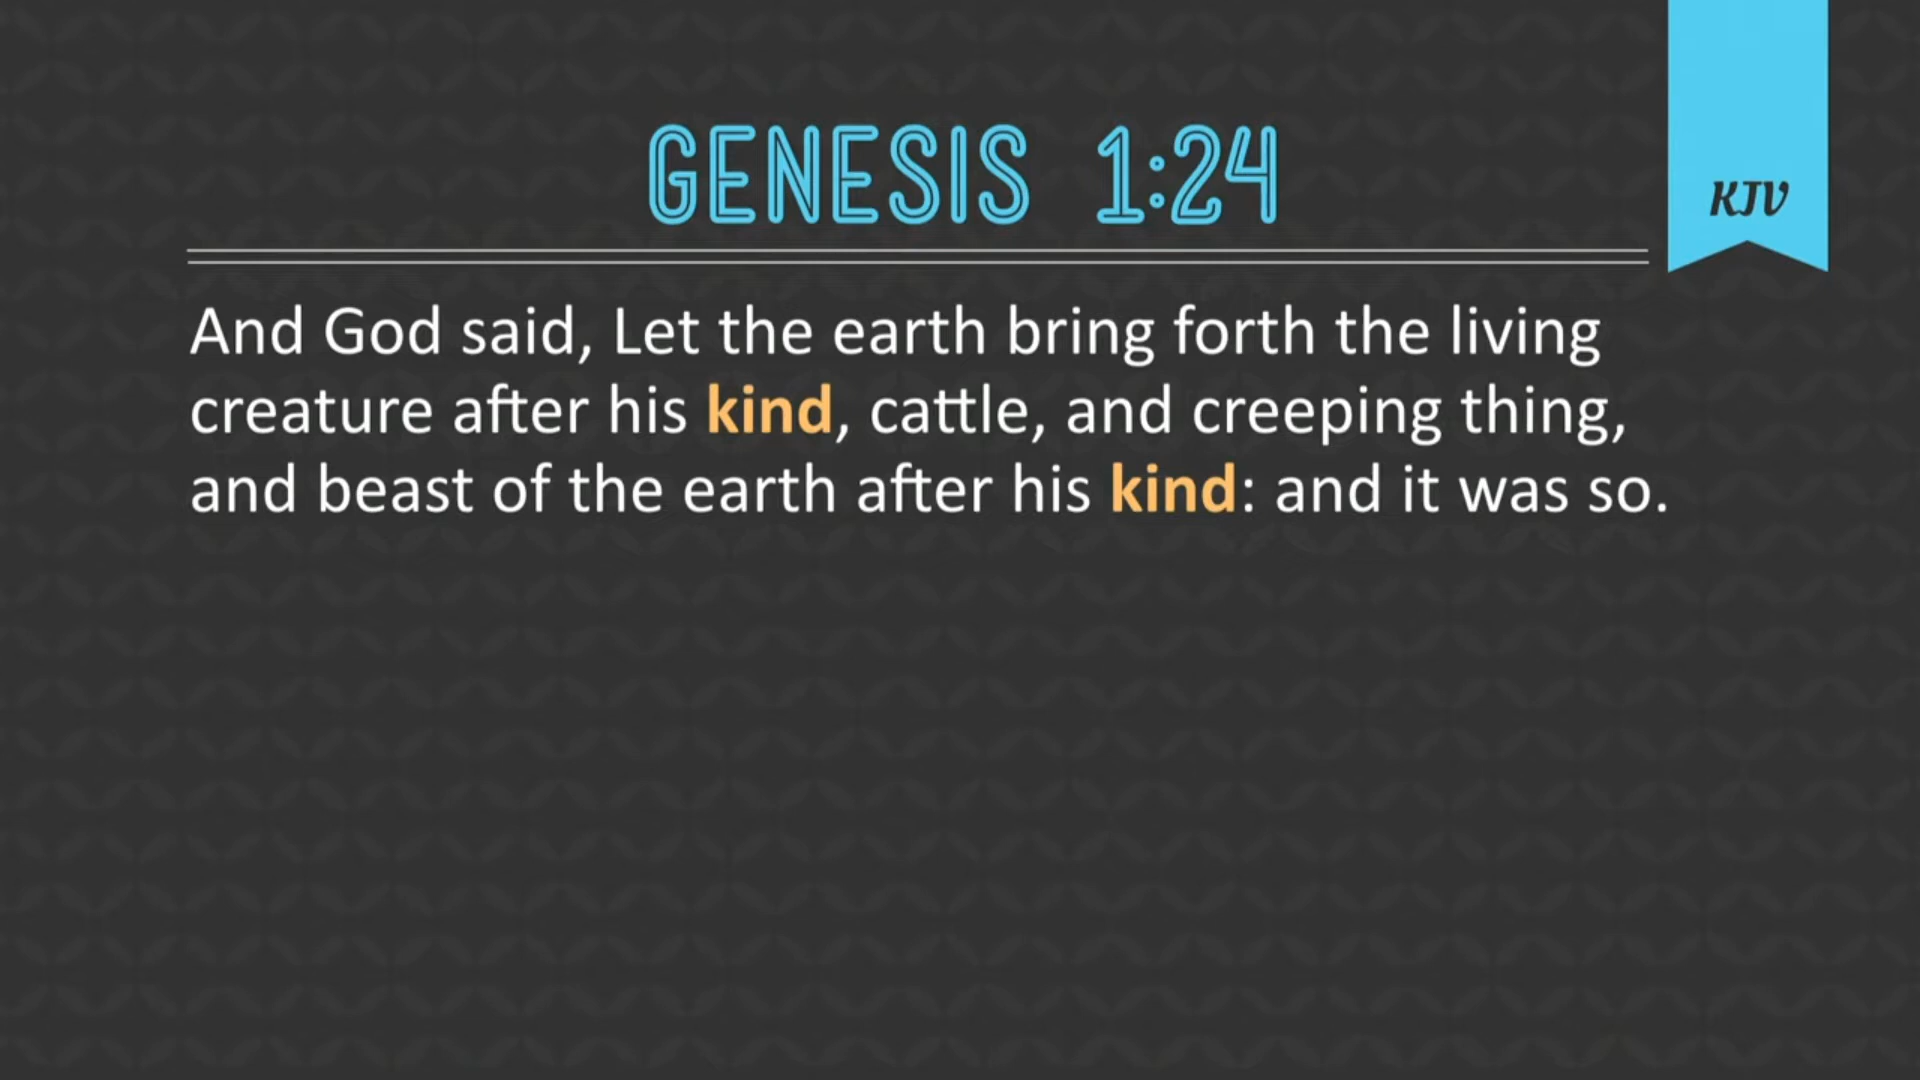 GENESIS 1:24
KJV
And God said, Let the earth bring forth the living
creature after his kind, cattle, and creeping thing,
and beast of the earth after his kind: and it was so.